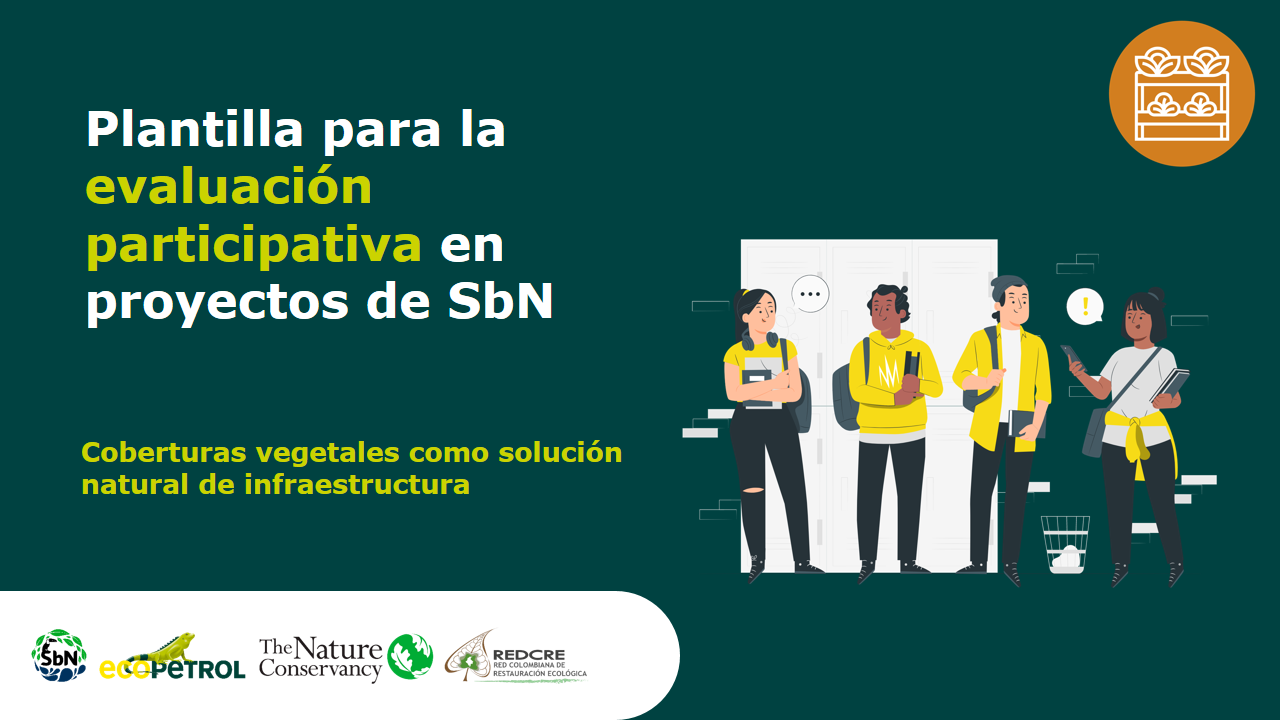 Plantilla para la
evaluación
participativa en
proyectos de SbN
Coberturas vegetales como solución
natural de infraestructura
SbN
ecoPETROL
The Nature
Conservancy
REDCRE
RED COLOMBIANA DE
RESTAURACIÓN ECOLÓGICA